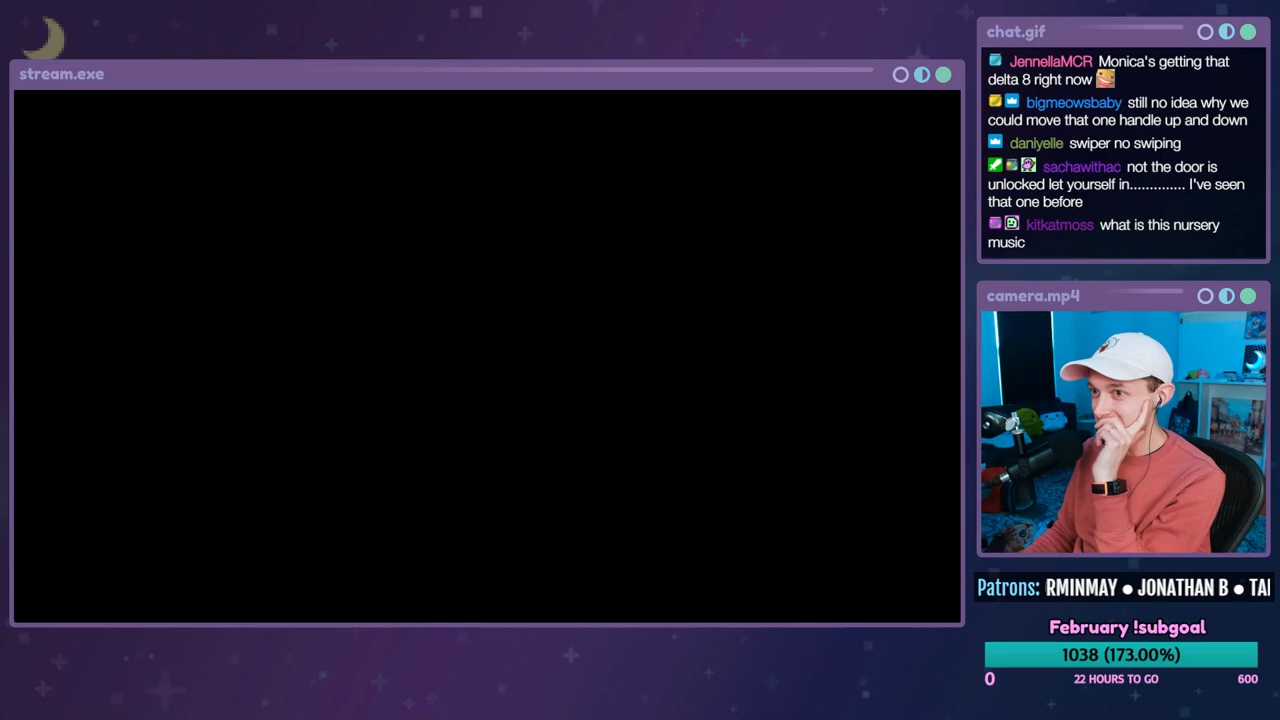 stream.exe
chat.gif
JennellaMCR Monica's getting that
delta 8 right now
bigmeowsbaby still no idea why we
could move that one handle up and down
daniyelle swiper no swiping
sachawithac not the door is
unlocked let yourself in.............. I've seen
that one before
kitkatmoss what is this nursery
music
camera.mp4
Patrons: RMINMAY ● JONATHAN B ● TAI
February !subgoal
1038 (173.00%)
0 22 HOURS TO GO 600